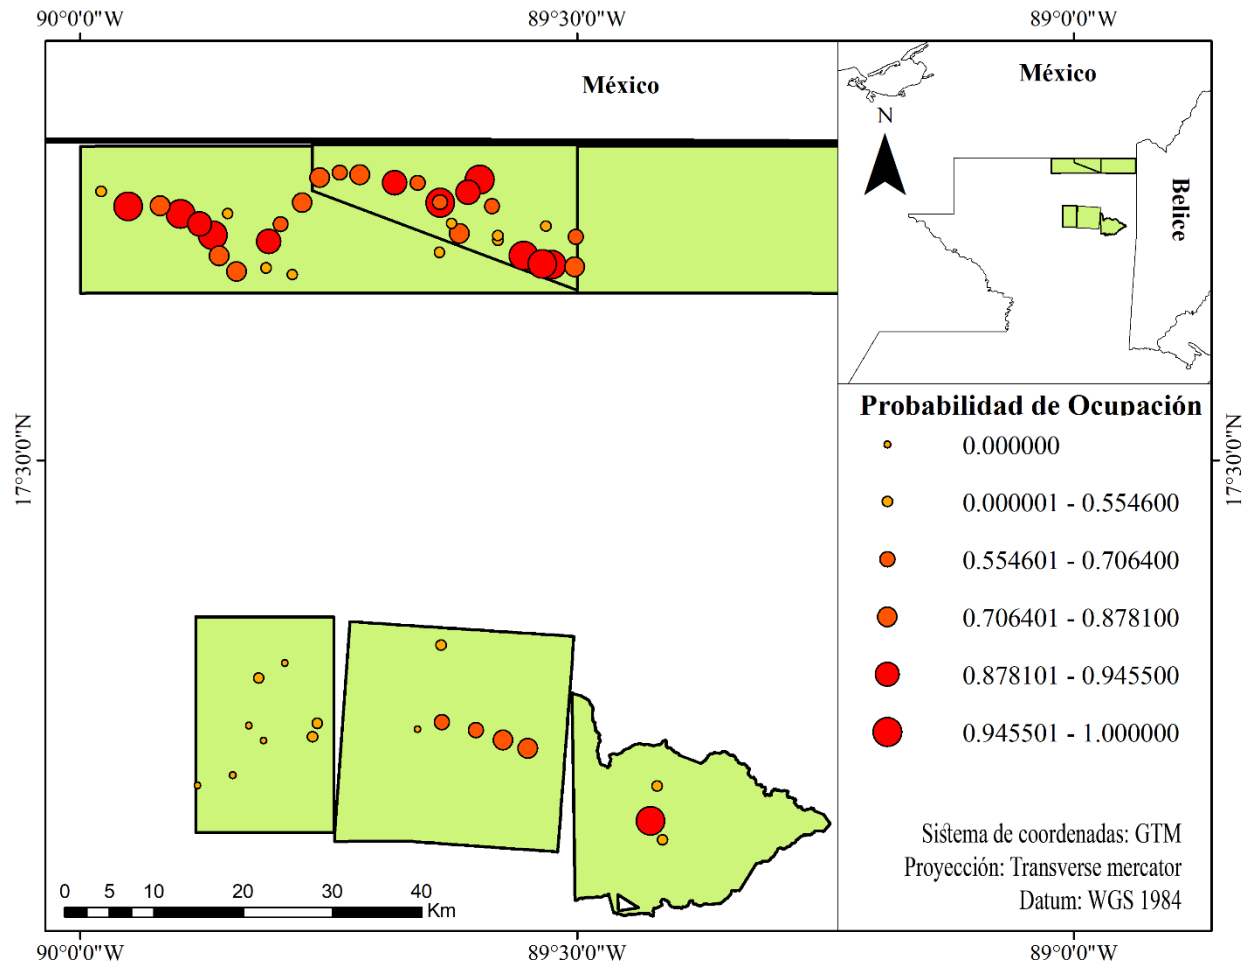 90°0'0"W
89°30'0"W
89°0'0"W
México
México
N
Belice
17°30'0"N
17°30'0"N
Probabilidad de Ocupación
0.000000
0.000001 - 0.554600
0.554601 - 0.706400
0.706401 - 0.878100
0.878101 - 0.945500
0.945501 - 1.000000
Sistema de coordenadas: GTM
Proyección: Transverse mercator
Datum: WGS 1984
0 5 10 20 30 40
Km
90°0'0"W
89°30'0"W
89°0'0"W